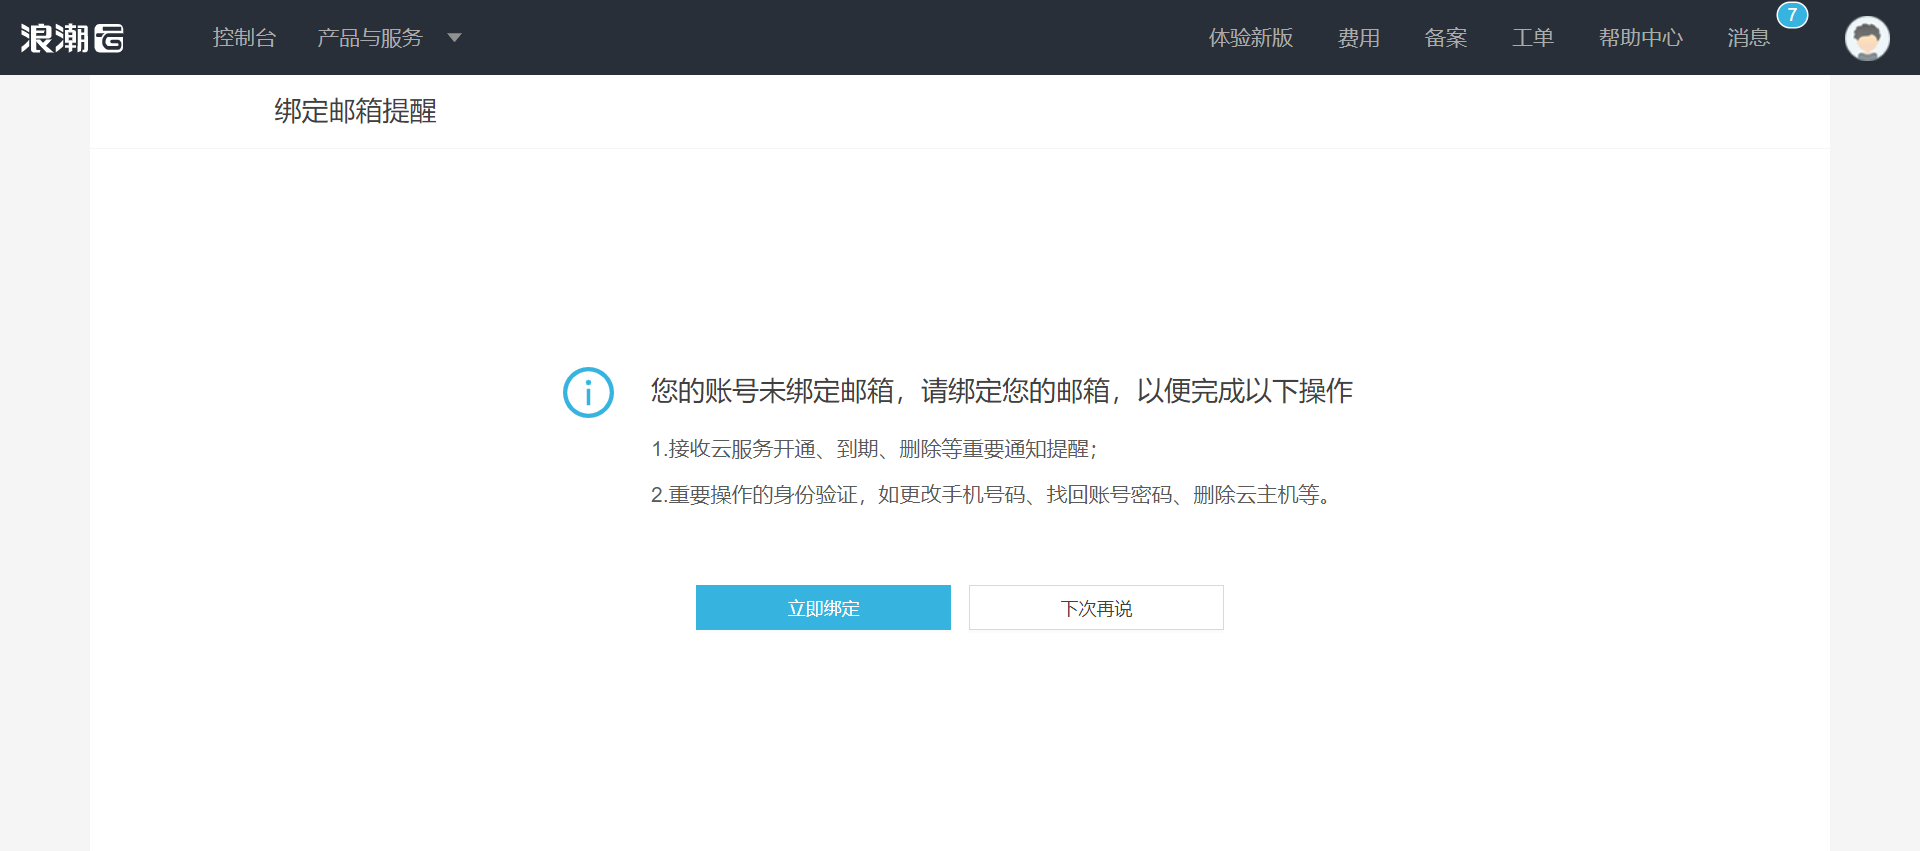 浪潮云
控制台 产品与服务 体验新版 费用 备案 工单 帮助中心 消息 7
绑定邮箱提醒
您的账号未绑定邮箱，请绑定您的邮箱，以便完成以下操作
1.接收云服务开通、到期、删除等重要通知提醒；
2.重要操作的身份验证，如更改手机号码、找回账号密码、删除云主机等。
立即绑定 下次再说